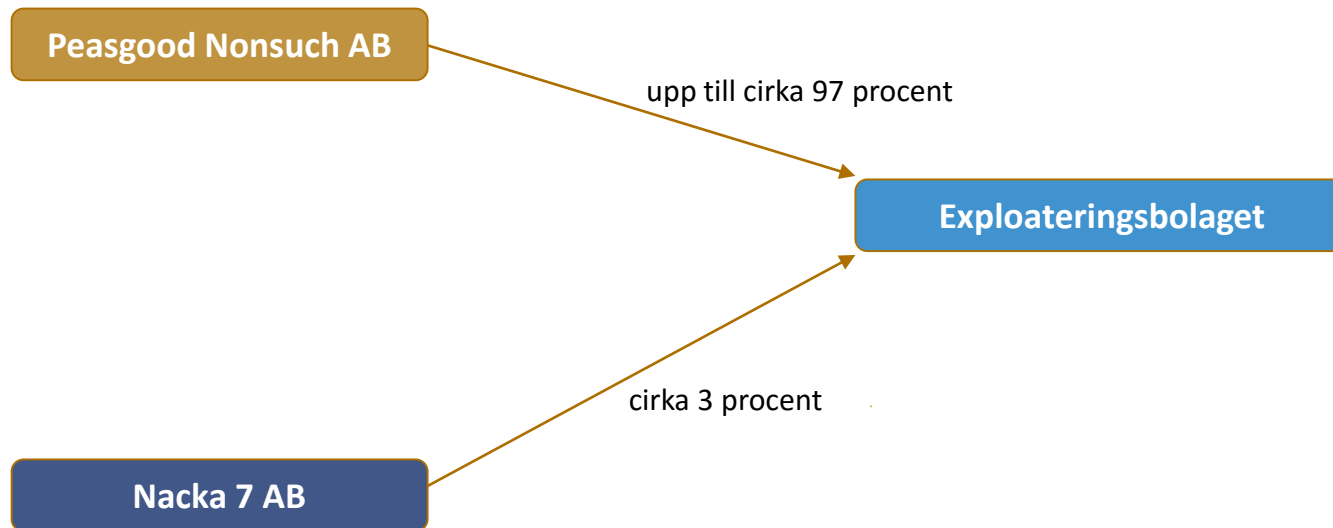 Peasgood Nonsuch AB
upp till cirka 97 procent
Exploateringsbolaget
cirka 3 procent
Nacka 7 AB